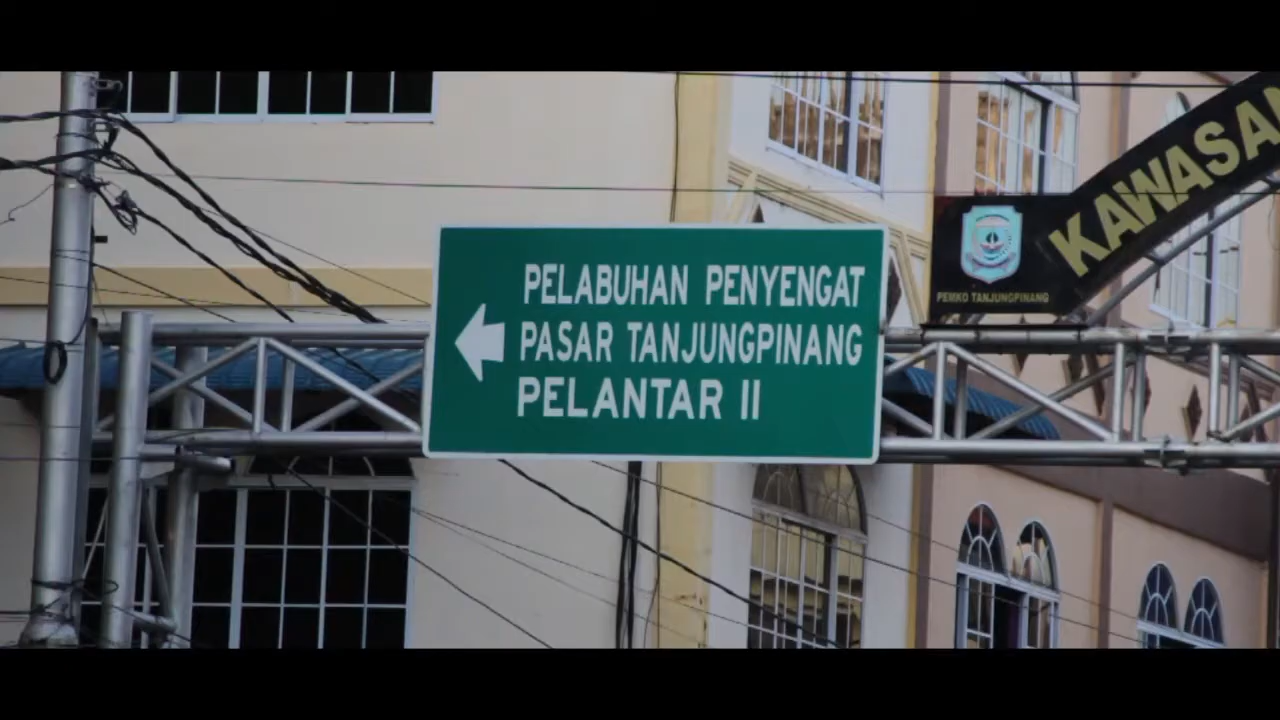 PELABUHAN PENYENGAT
PASAR TANJUNGPINANG
PELANTAR II
KAWASAN
PEMKO TANJUNGPINANG